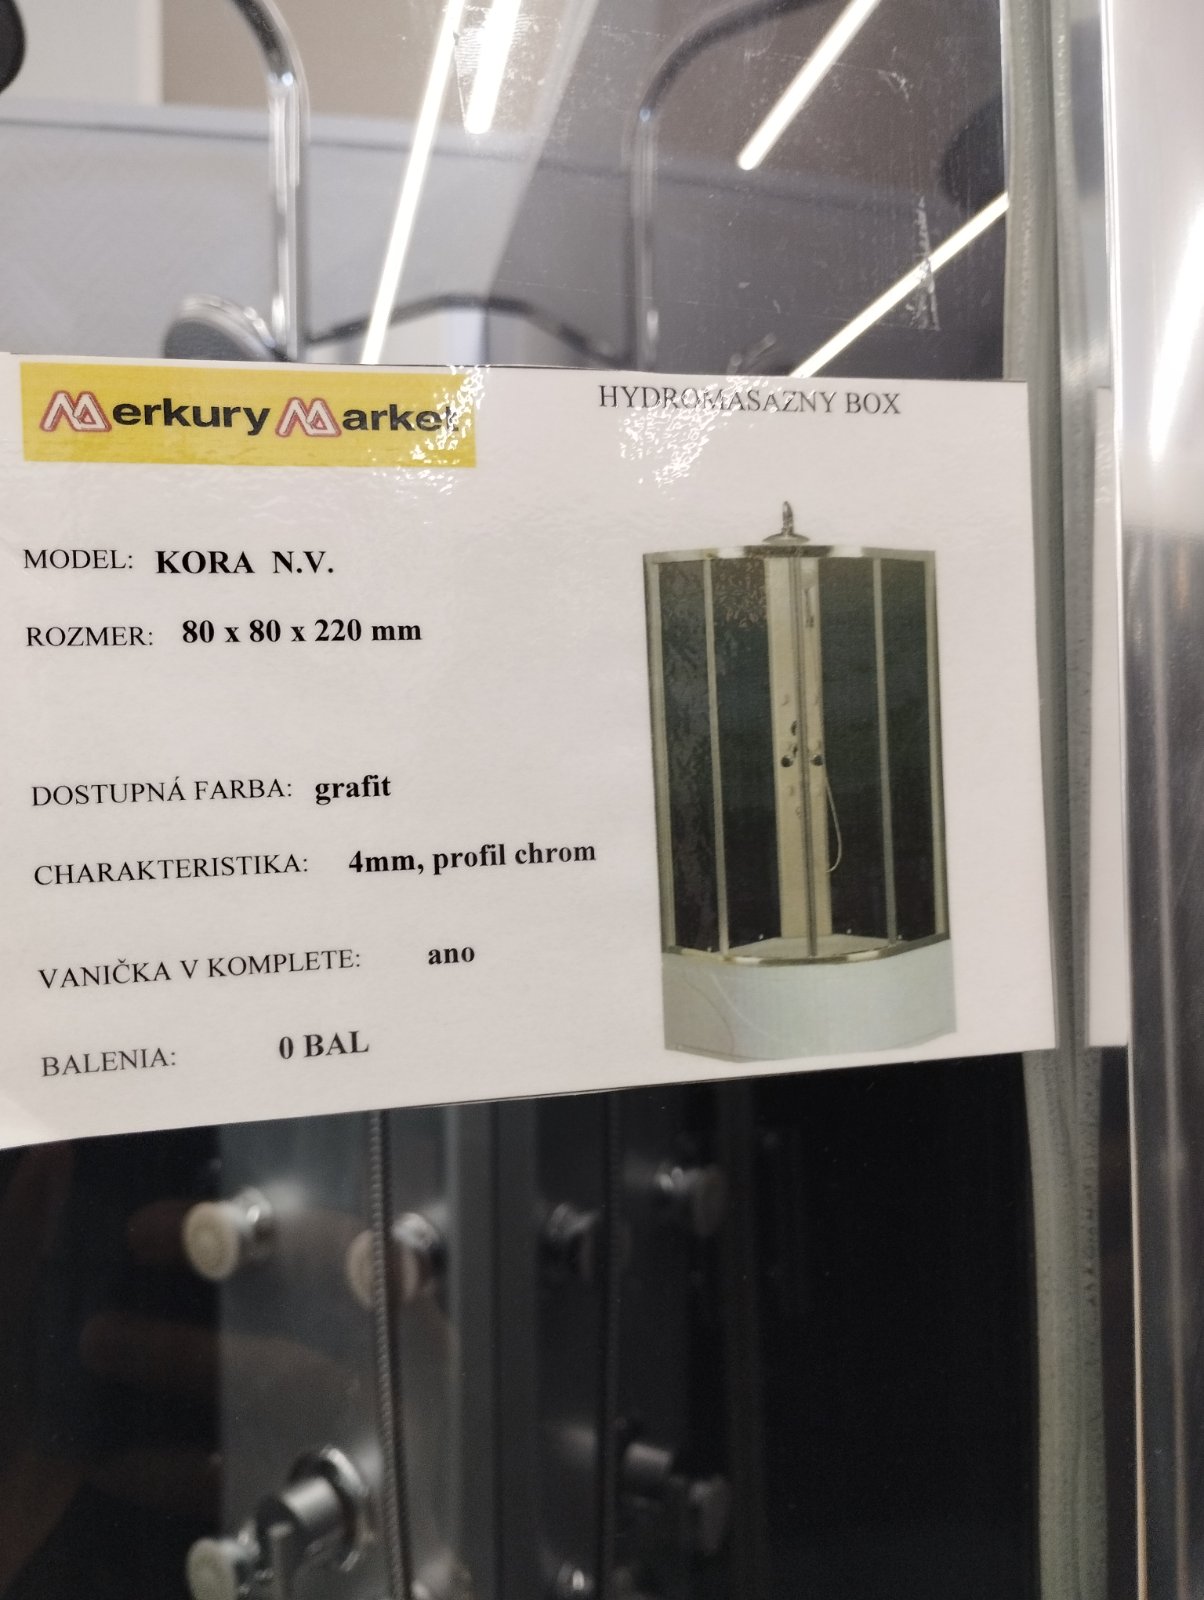 Merkury Market
HYDROMASAZNY BOX
MODEL: KORA N.V.
ROZMER: 80 x 80 x 220 mm
DOSTUPNÁ FARBA: grafit
CHARAKTERISTIKA: 4mm, profil chrom
VANIČKA V KOMPLETE: ano
BALENIA: 0 BAL